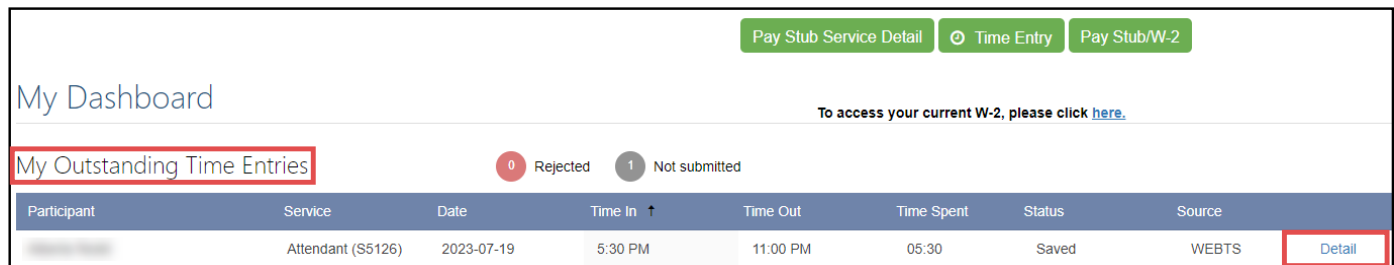 Pay Stub Service Detail Time Entry Pay Stub/W-2
My Dashboard
To access your current W-2, please click here.
My Outstanding Time Entries 0 Rejected 1 Not submitted
Participant Service Date Time In ↑ Time Out Time Spent Status Source
Attendant (S5126) 2023-07-19 5:30 PM 11:00 PM 05:30 Saved WEBTS Detail